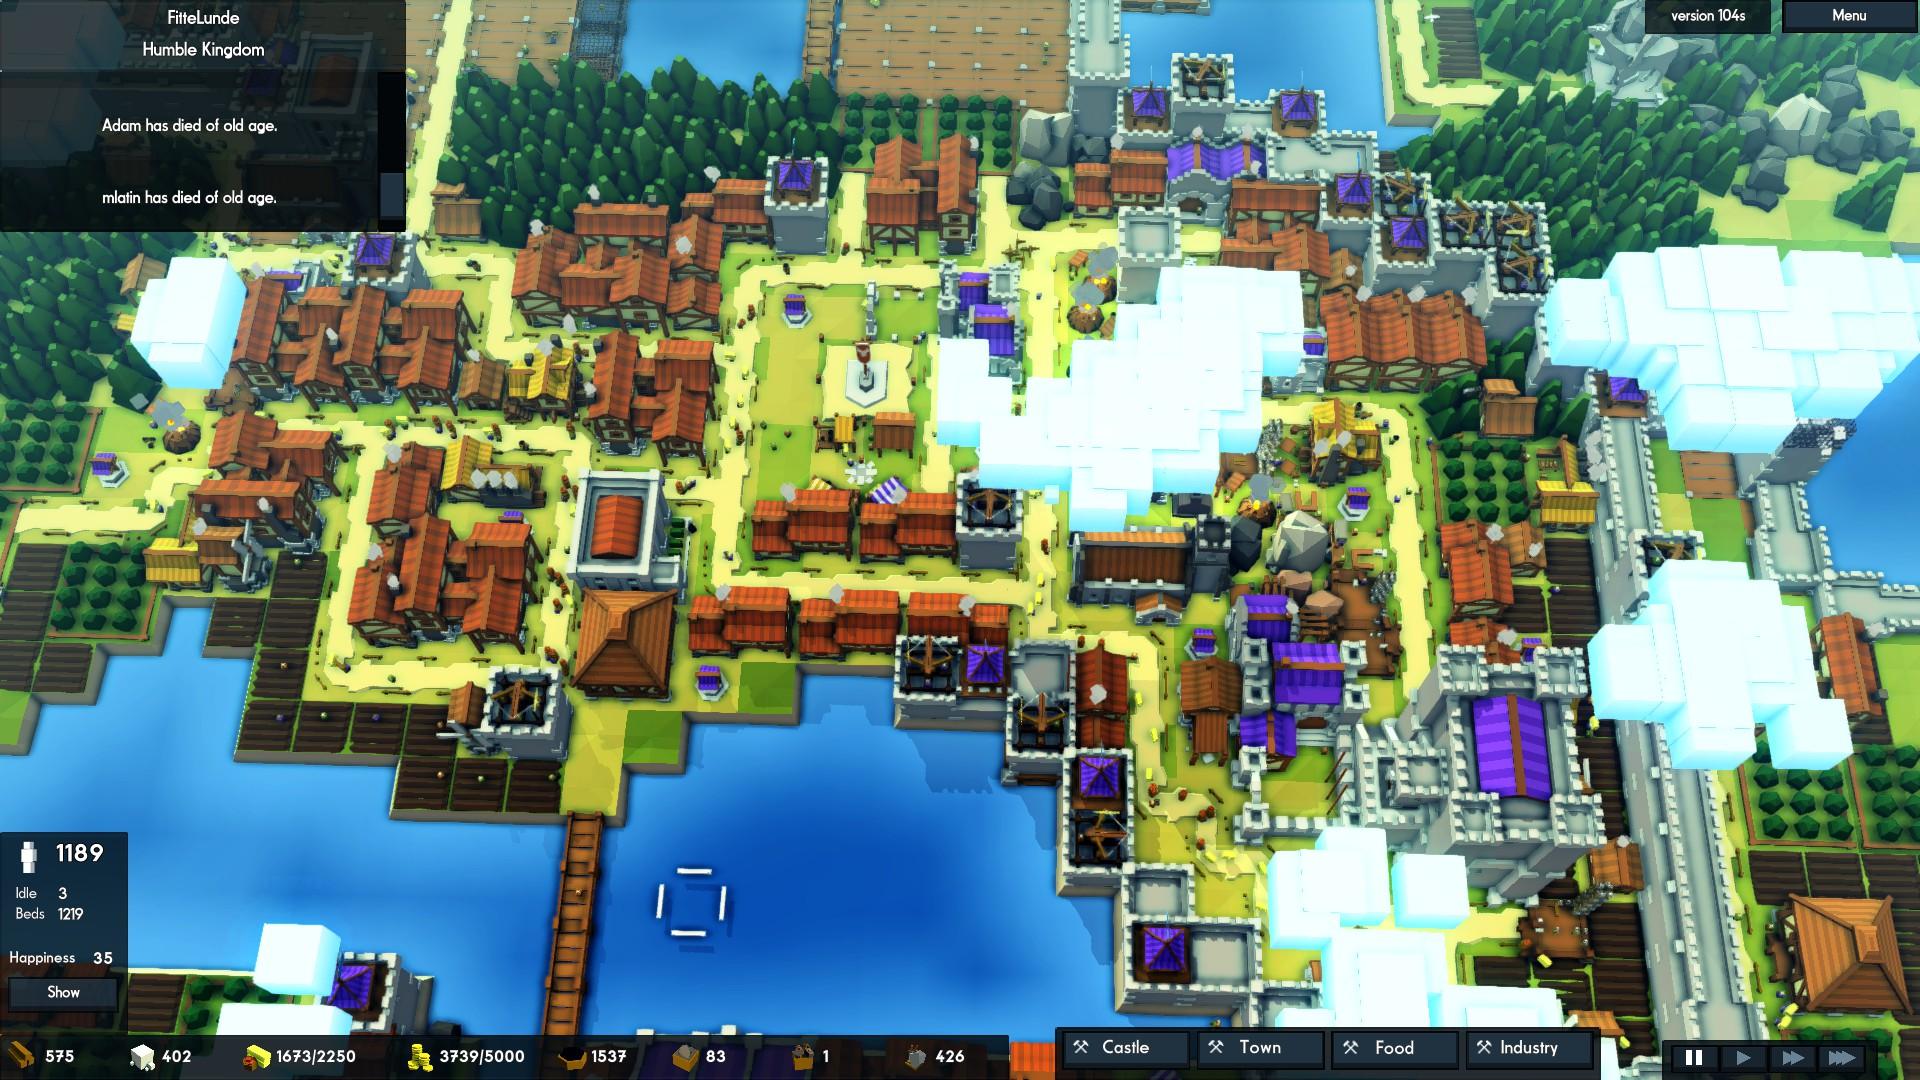 FitteLunde
Humble Kingdom
Adam has died of old age.
mlatin has died of old age.
version 104s
Menu
1189
Idle 3
Beds 1219
Happiness 35
Show
575
402
1673/2250
3739/5000
1537
83
1
426
Castle
Town
Food
Industry